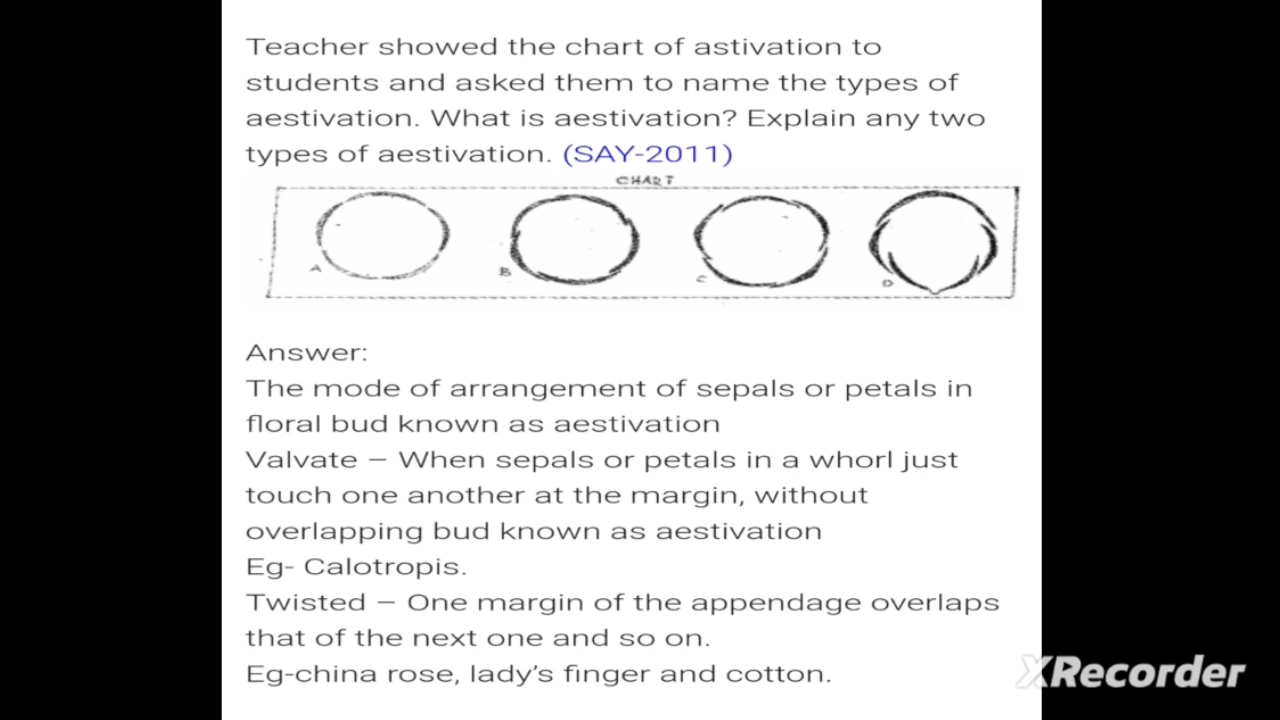 Teacher showed the chart of astivation to
students and asked them to name the types of
aestivation. What is aestivation? Explain any two
types of aestivation. (SAY-2011)
CHART
A
B
C
D
Answer:
The mode of arrangement of sepals or petals in
floral bud known as aestivation
Valvate – When sepals or petals in a whorl just
touch one another at the margin, without
overlapping bud known as aestivation
Eg- Calotropis.
Twisted – One margin of the appendage overlaps
that of the next one and so on.
Eg-china rose, lady’s finger and cotton.
XRecorder